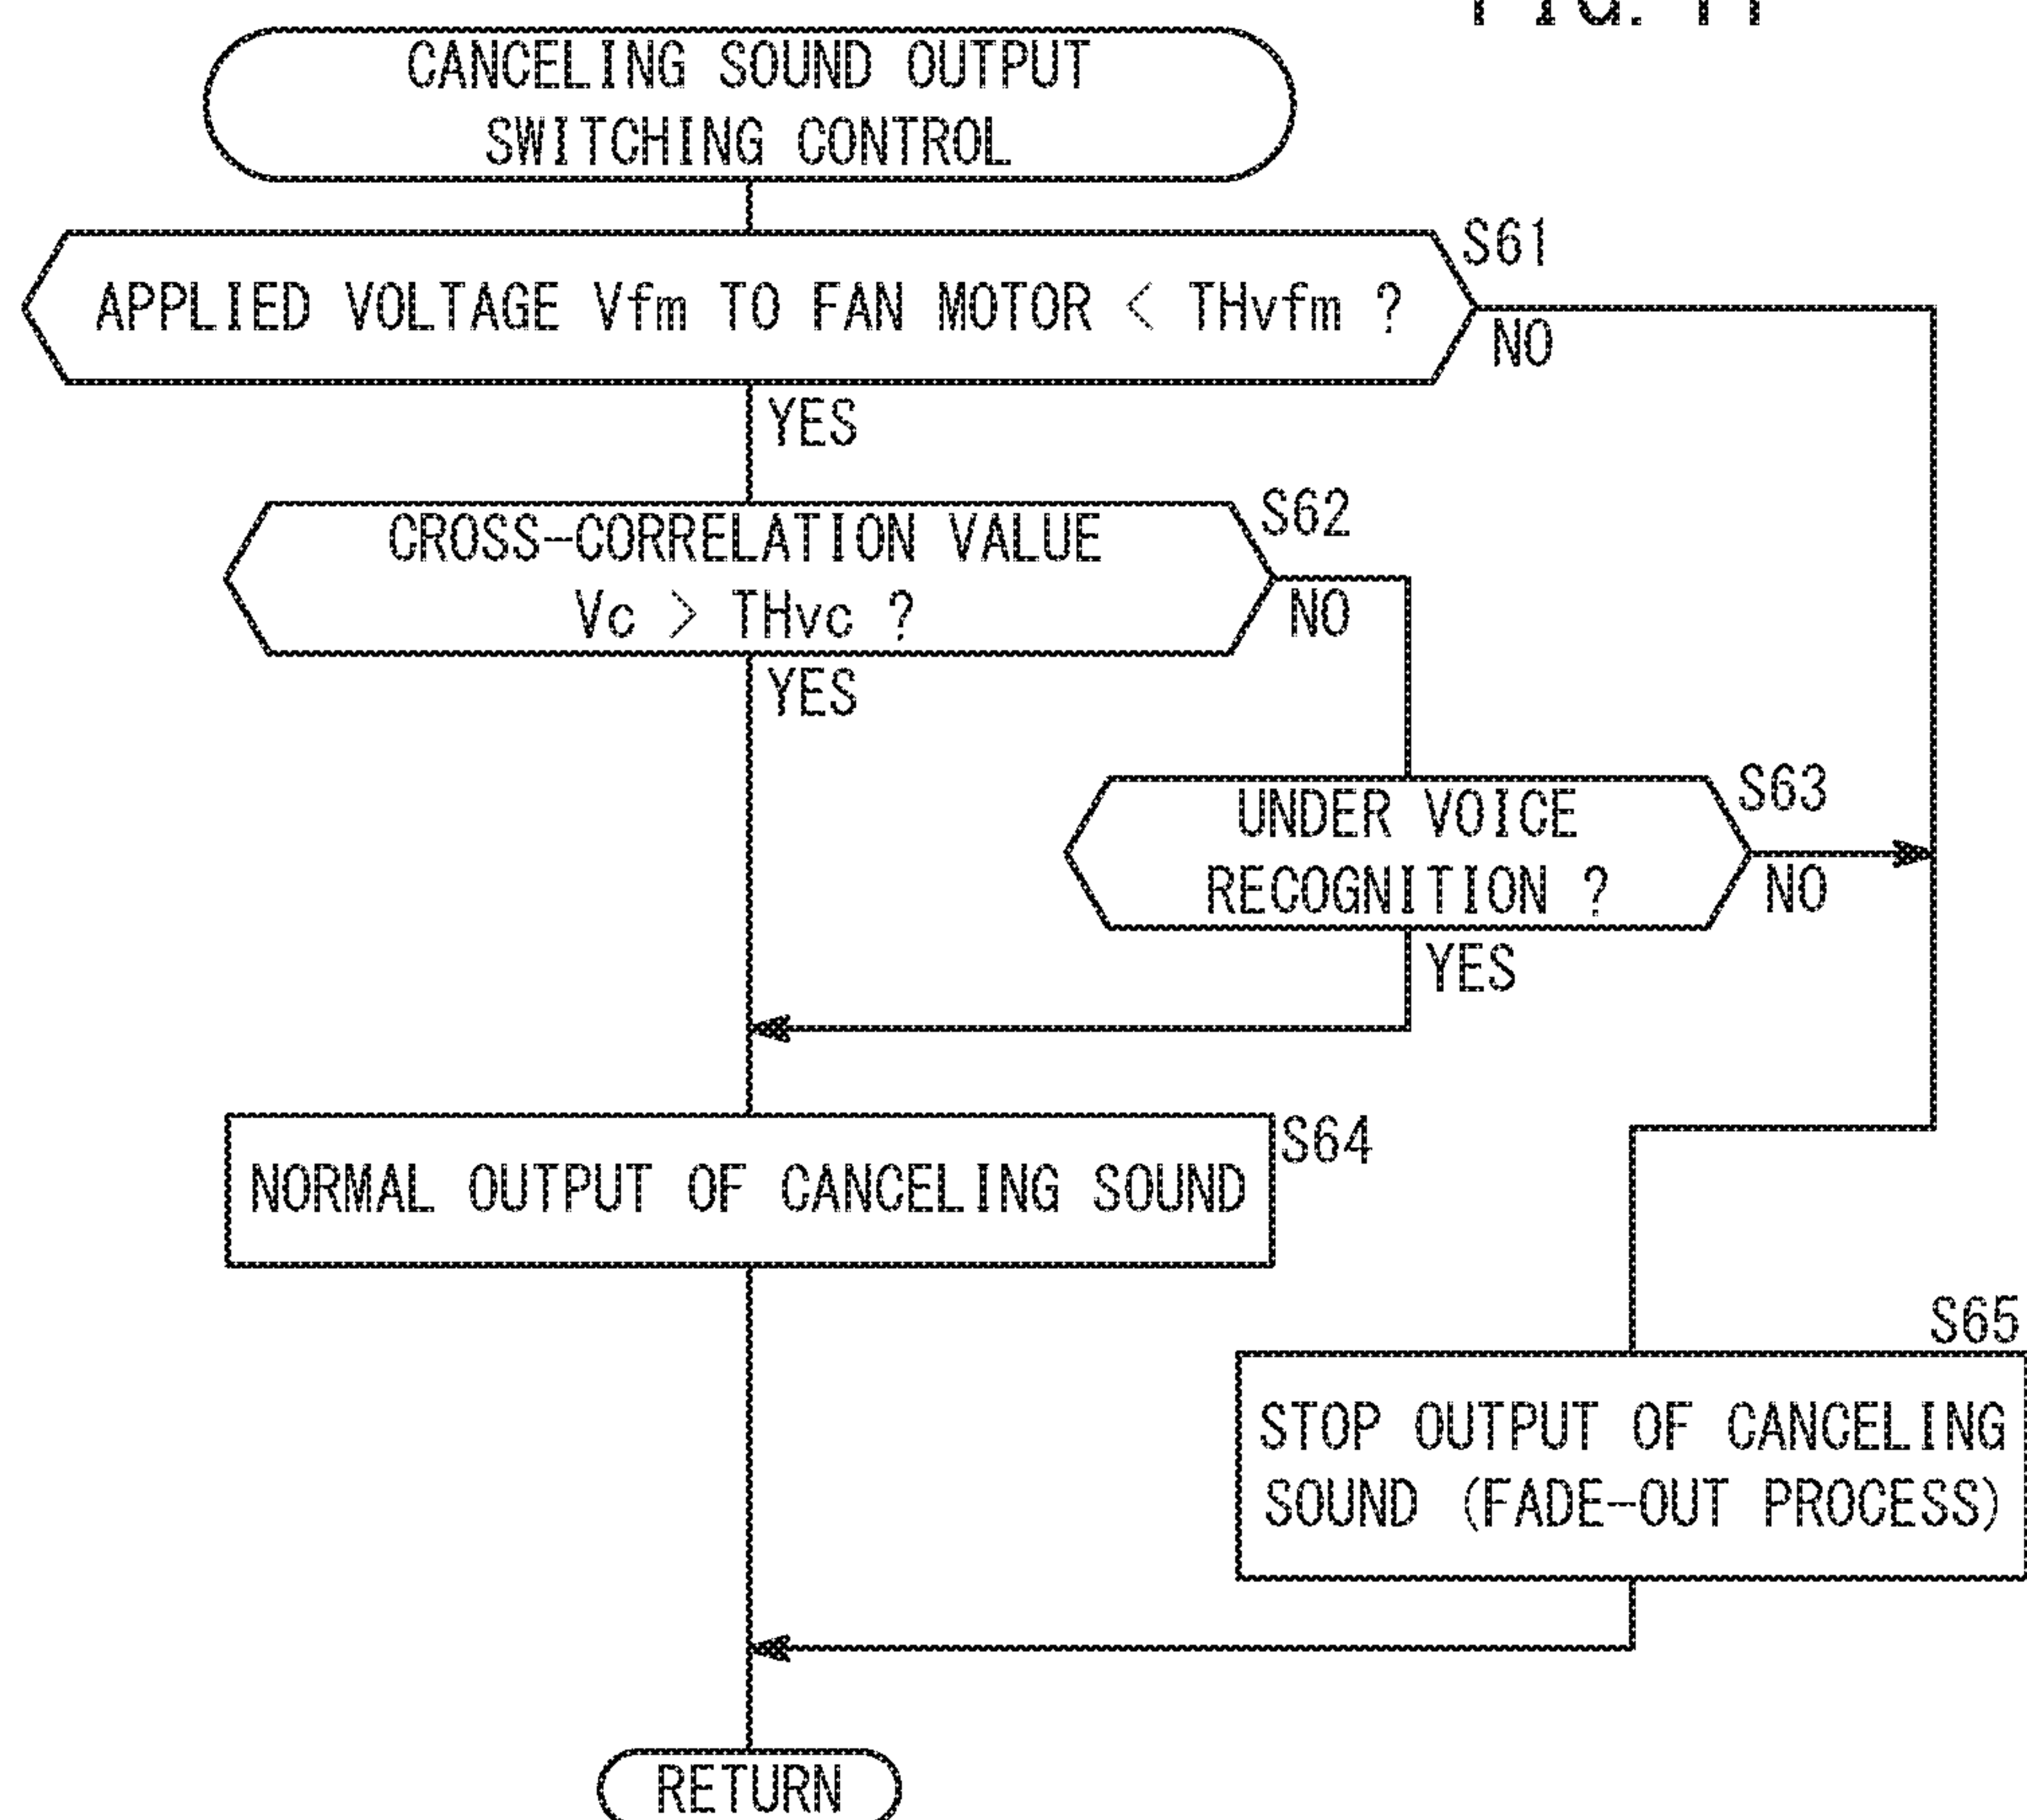 CANCELING SOUND OUTPUT
SWITCHING CONTROL
S61
APPLIED VOLTAGE Vfm TO FAN MOTOR < THvfm ?
NO
YES
S62
CROSS-CORRELATION VALUE
Vc > THvc ?
NO
YES
S63
UNDER VOICE
RECOGNITION ?
NO
YES
S64
NORMAL OUTPUT OF CANCELING SOUND
S65
STOP OUTPUT OF CANCELING
SOUND (FADE-OUT PROCESS)
RETURN